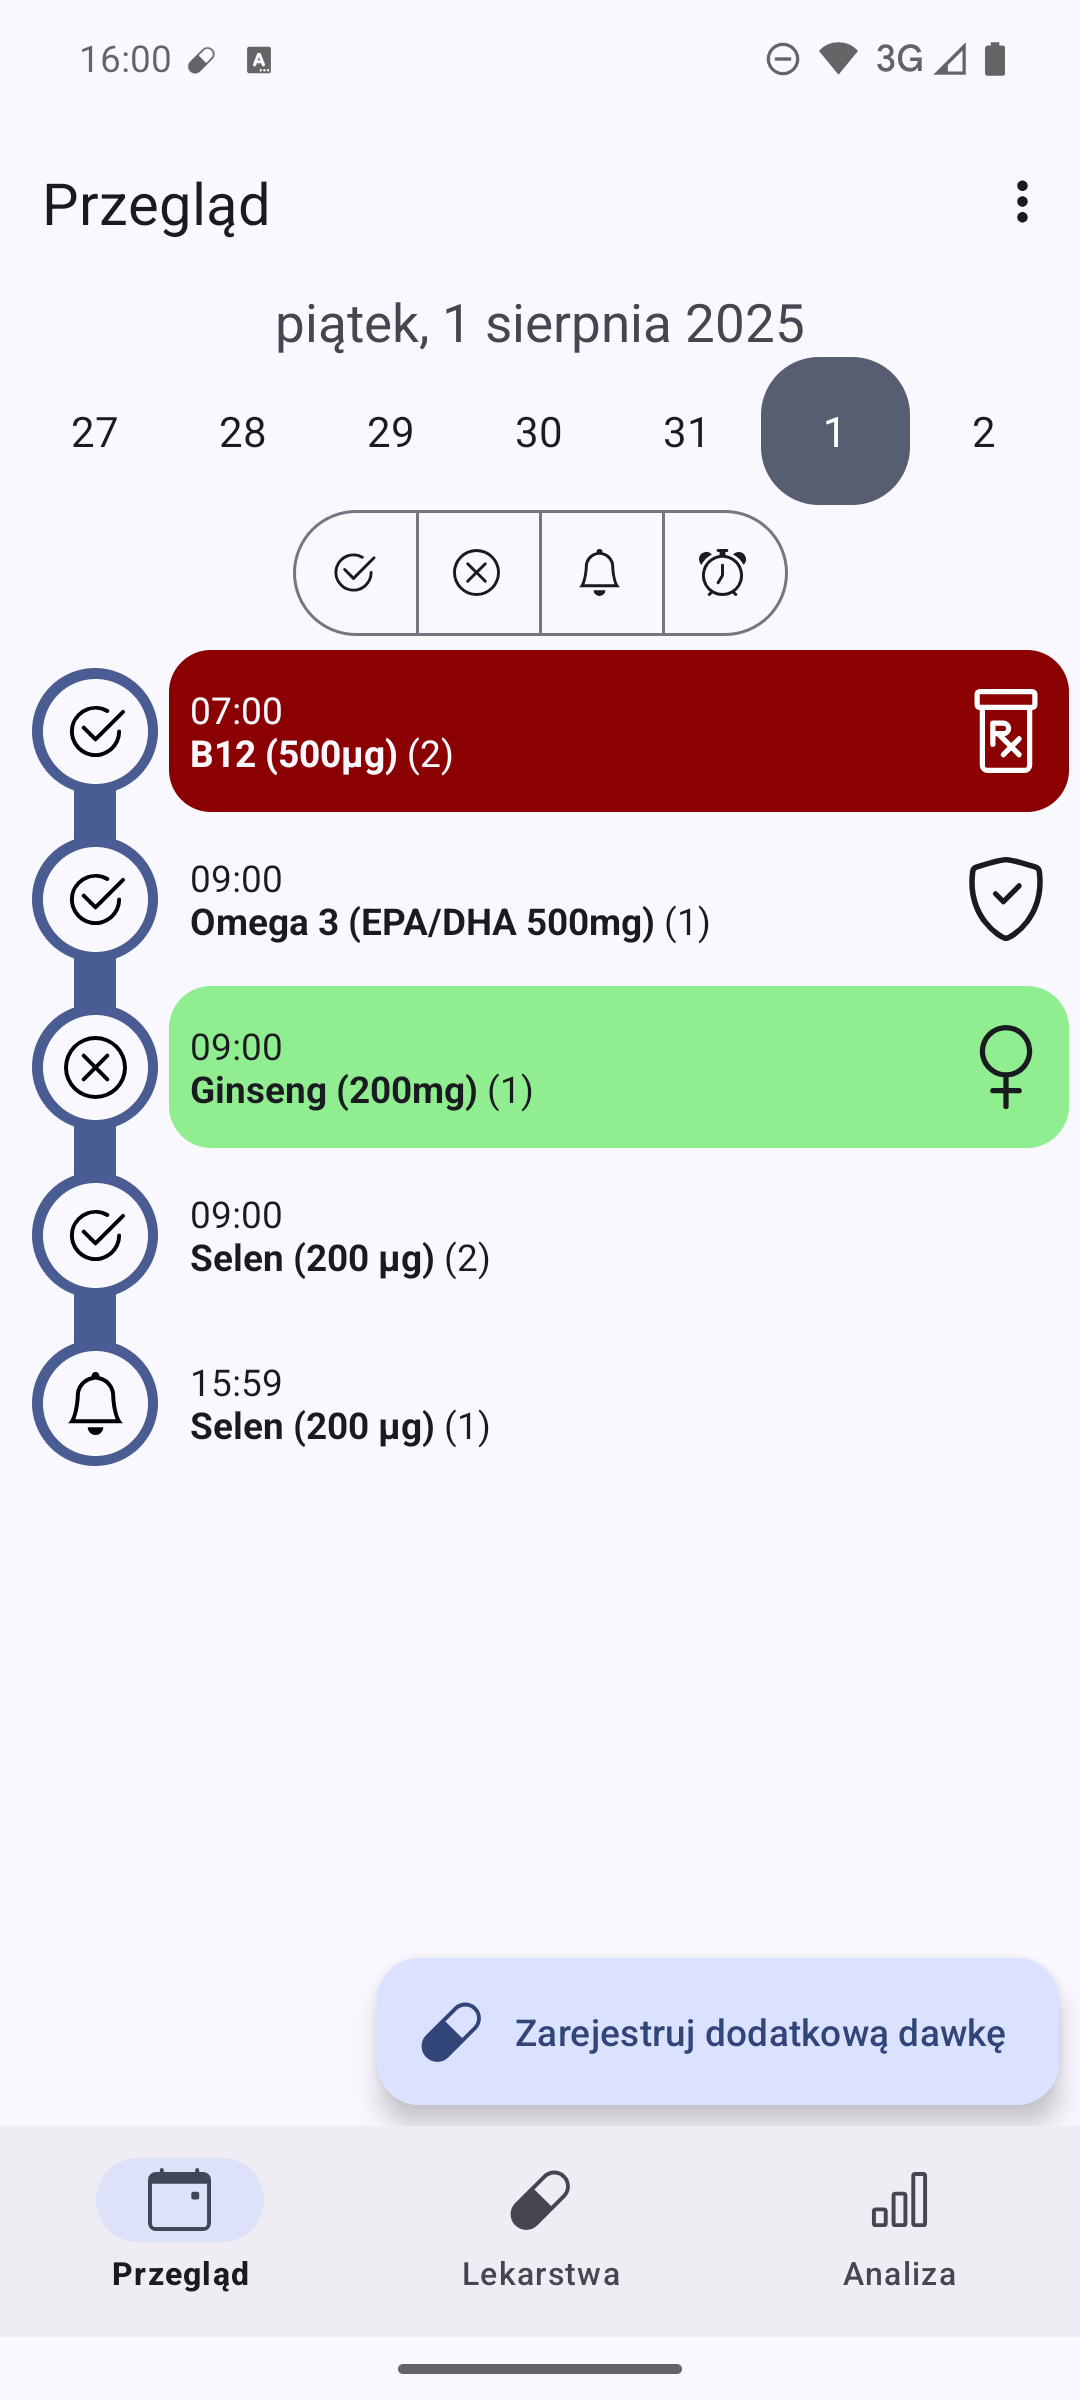 16:00
3G
Przegląd
piątek, 1 sierpnia 2025
27 28 29 30 31 1 2
07:00
B12 (500µg) (2)
09:00
Omega 3 (EPA/DHA 500mg) (1)
09:00
Ginseng (200mg) (1)
09:00
Selen (200 µg) (2)
15:59
Selen (200 µg) (1)
Zarejestruj dodatkową dawkę
Przegląd Lekarstwa Analiza